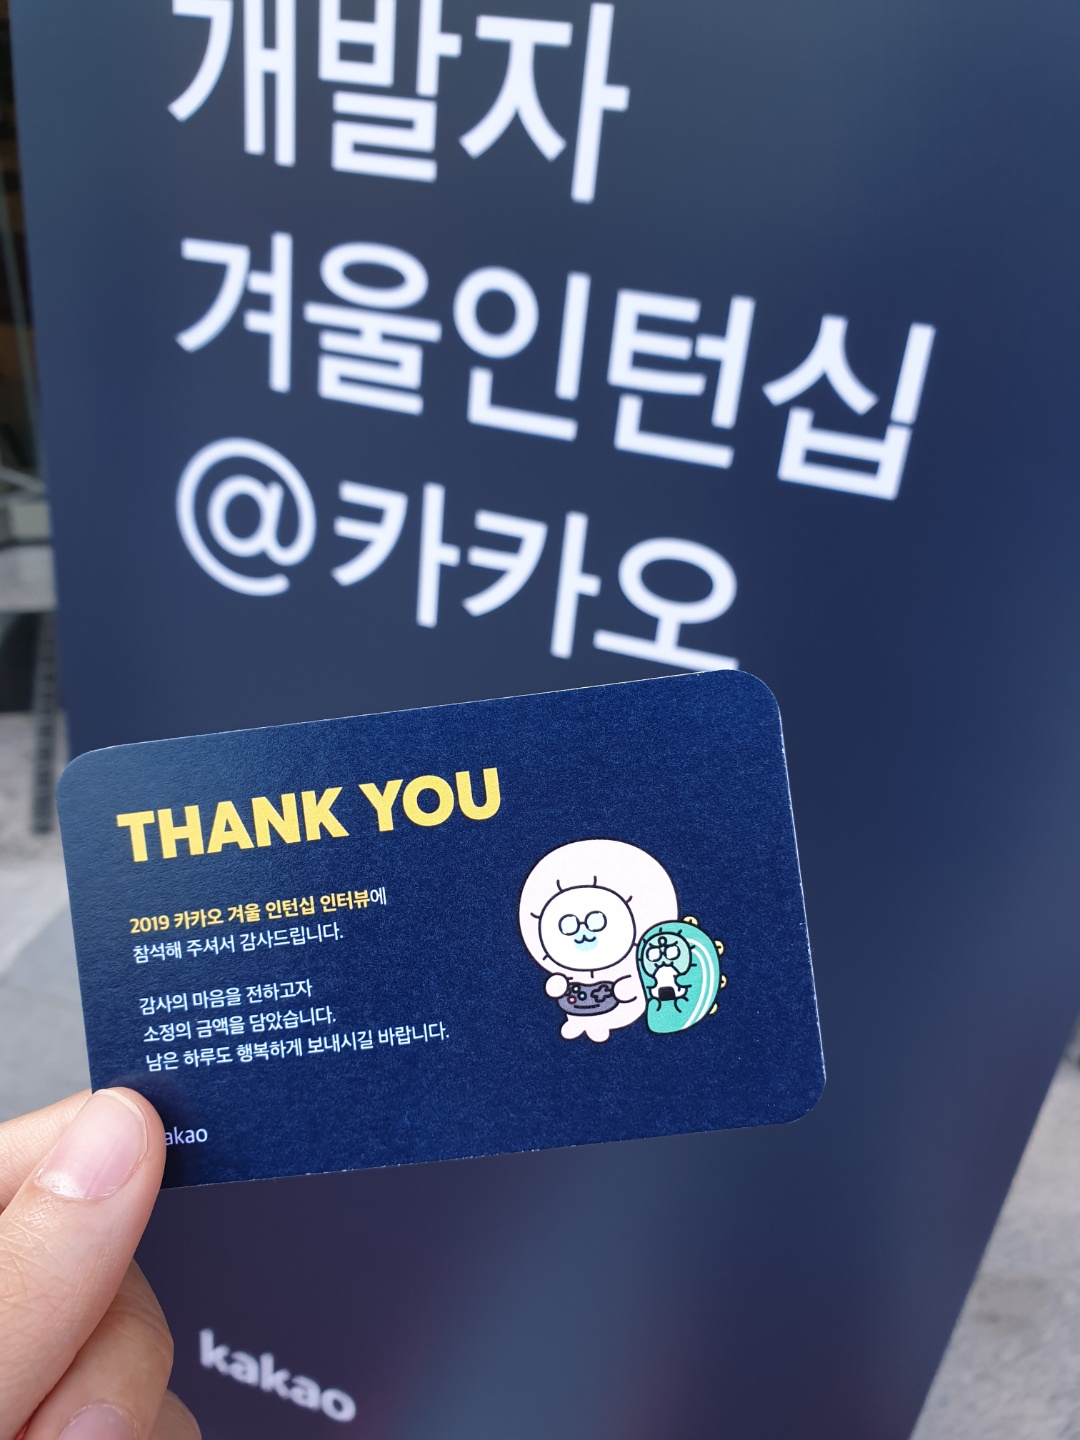 개발자
겨울인턴십
@카카오
THANK YOU
2019 카카오 겨울 인턴십 인터뷰에
참석해 주셔서 감사드립니다.
감사의 마음을 전하고자
소정의 금액을 담았습니다.
남은 하루도 행복하게 보내시길 바랍니다.
akao
kakao